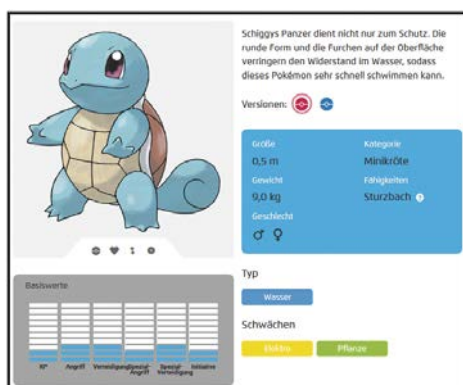 Schiggys Panzer dient nicht nur zum Schutz. Die
runde Form und die Furchen auf der Oberfläche
verringern den Widerstand im Wasser, sodass
dieses Pokémon sehr schnell schwimmen kann.
Versionen:
Größe
0,5 m
Kategorie
Minikröte
Gewicht
9,0 kg
Fähigkeiten
Sturzbach
Geschlecht
♂ ♀
Typ
Wasser
Schwächen
Elektro
Pflanze
Basiswerte
KP
Angriff
Verteidigung
Spezial-
Angriff
Spezial-
Verteidigung
Initiative